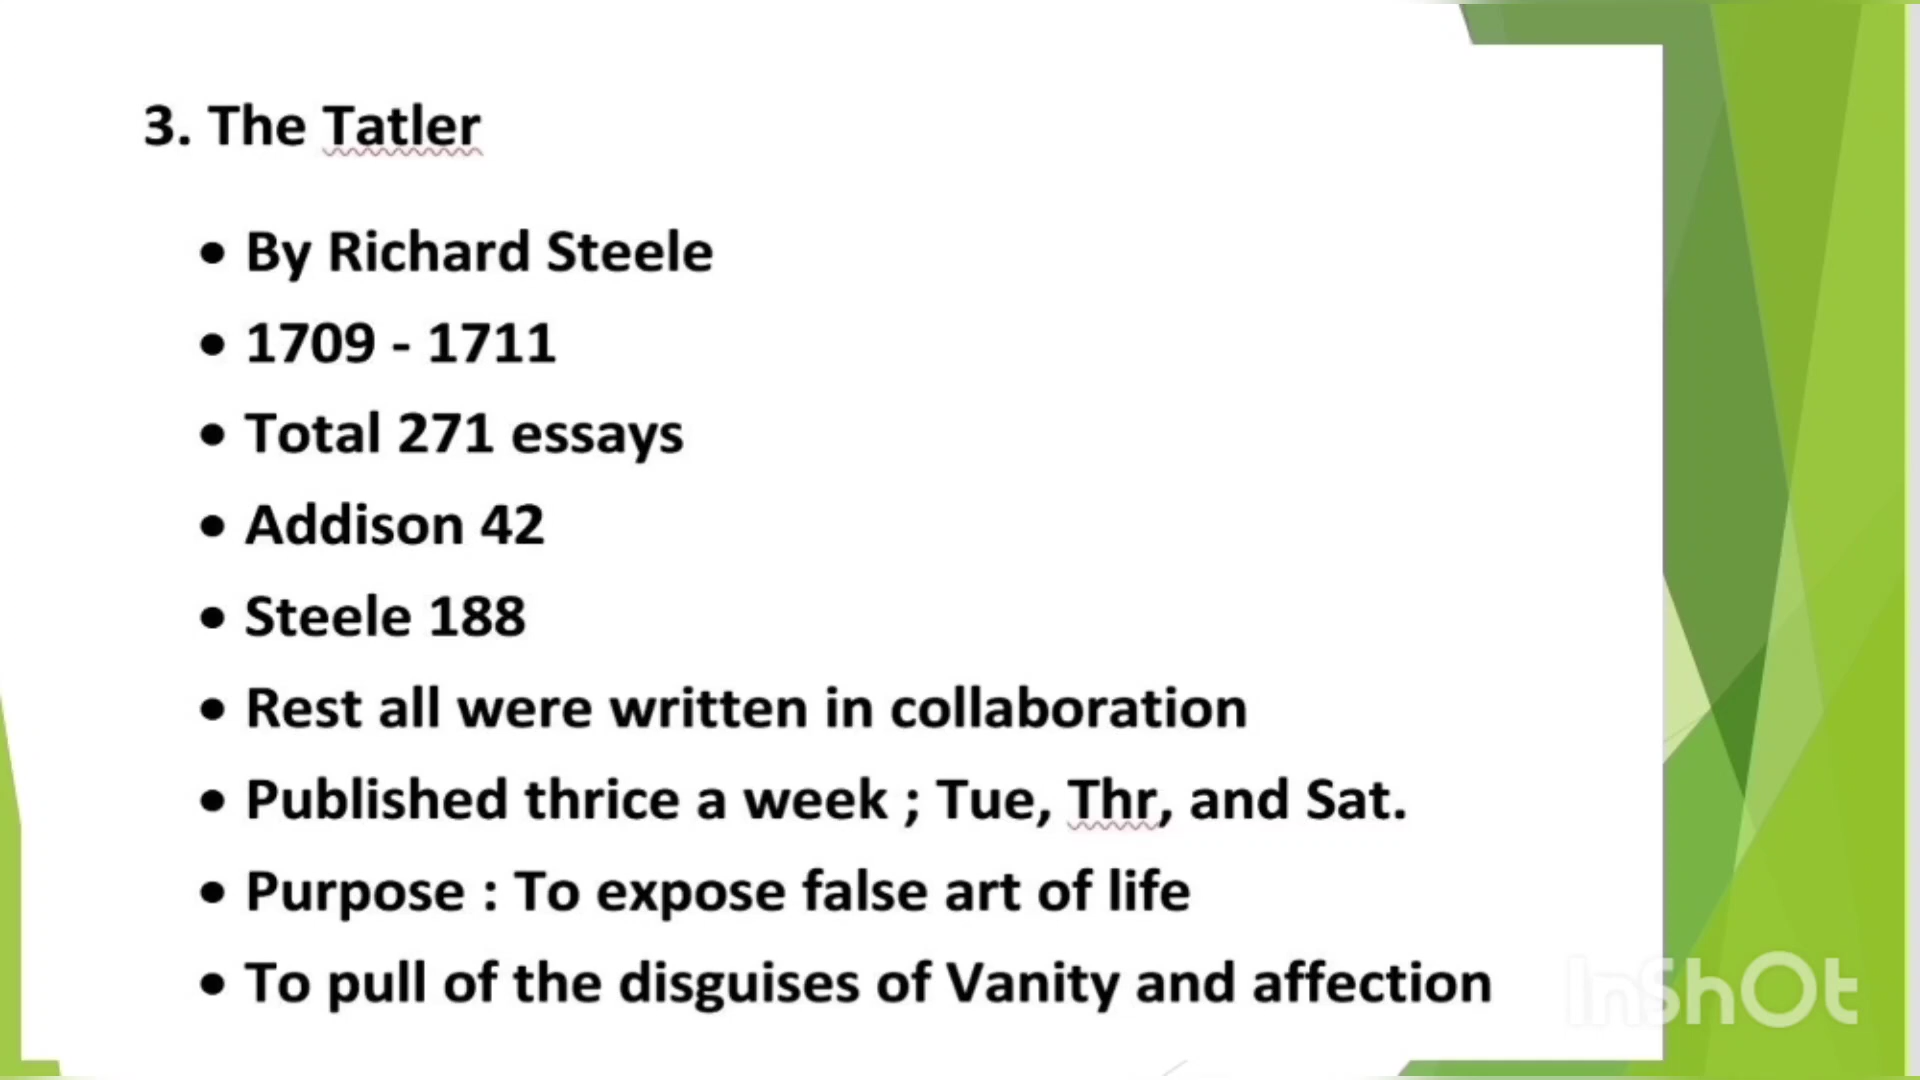 3. The Tatler
• By Richard Steele
• 1709 - 1711
• Total 271 essays
• Addison 42
• Steele 188
• Rest all were written in collaboration
• Published thrice a week ; Tue, Thr, and Sat.
• Purpose : To expose false art of life
• To pull of the disguises of Vanity and affection
InShOt